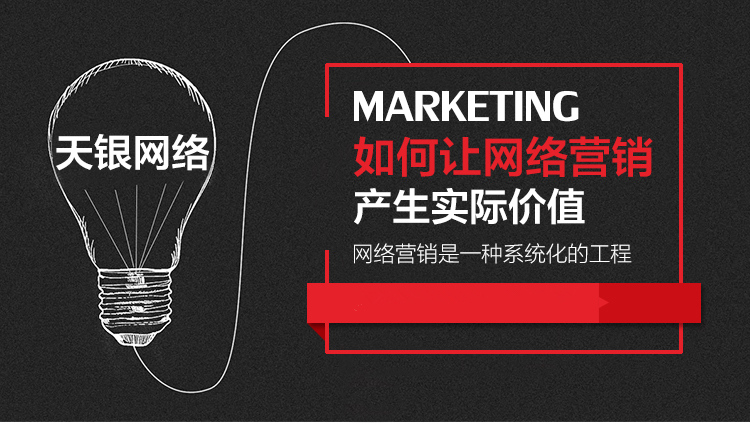 天银网络
MARKETING
如何让网络营销
产生实际价值
网络营销是一种系统化的工程